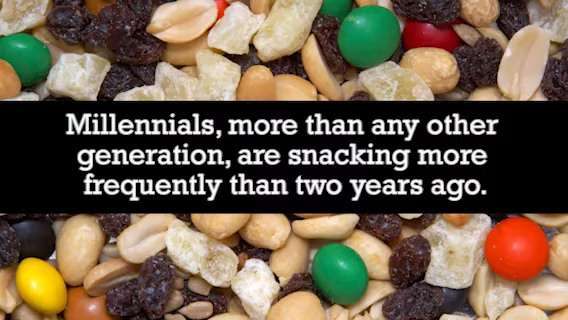 Millennials, more than any other
generation, are snacking more
frequently than two years ago.